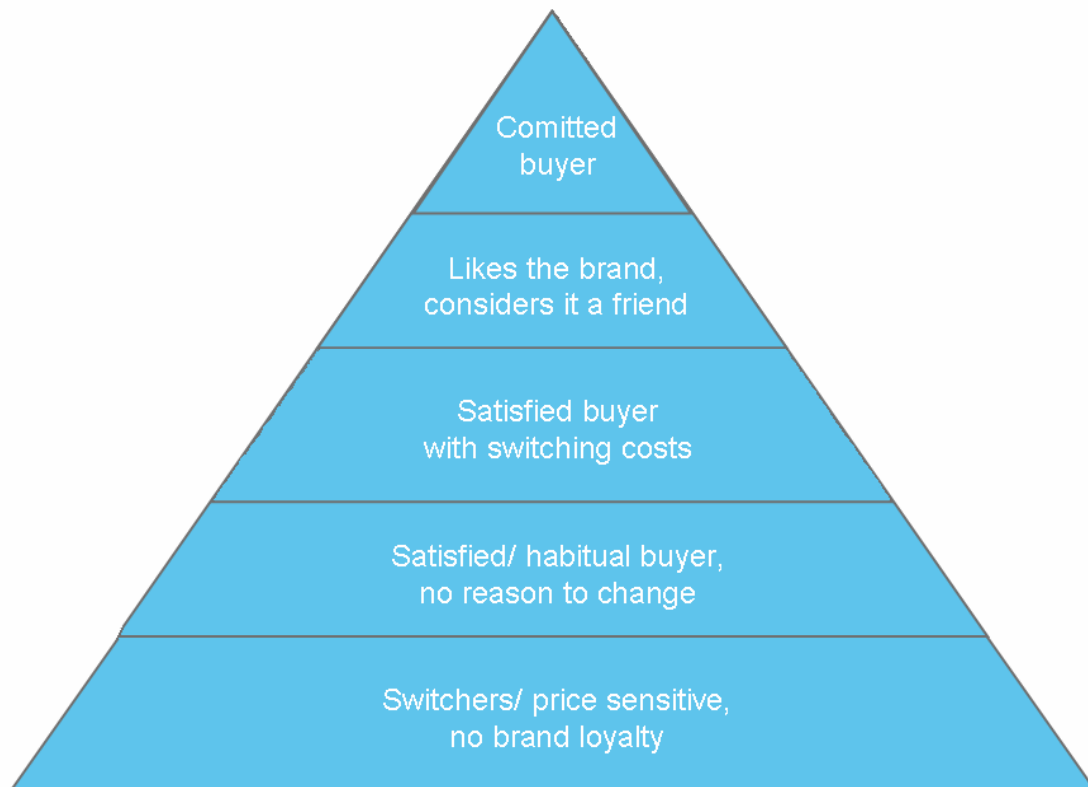 Comitted
buyer
Likes the brand,
considers it a friend
Satisfied buyer
with switching costs
Satisfied/ habitual buyer,
no reason to change
Switchers/ price sensitive,
no brand loyalty